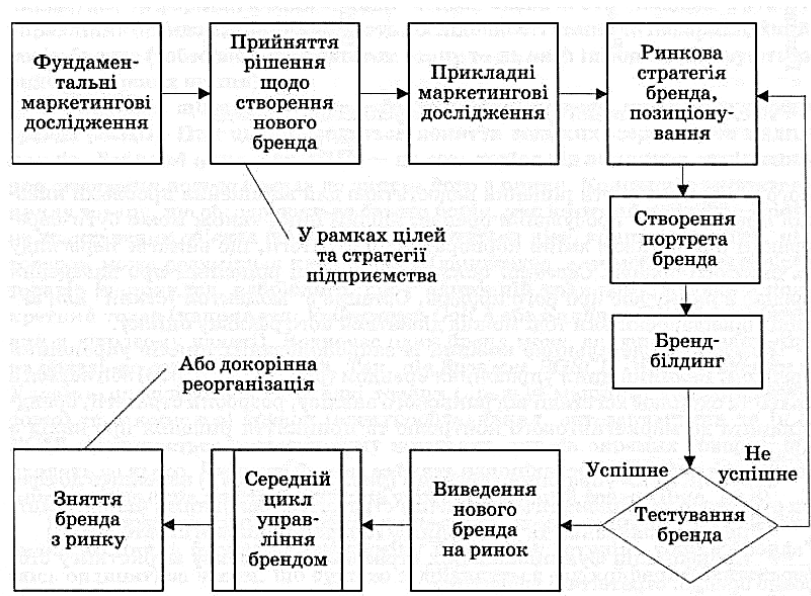 Фундамен-
тальні
маркетингові
дослідження
Прийняття
рішення
щодо
створення
нового
бренда
Прикладні
маркетингові
дослідження
Ринкова
стратегія
бренда,
позиціону-
вання
У рамках цілей
та стратегії
підприємства
Створення
портрета
бренда
Бренд-
білдинг
Або докорінна
реорганізація
Успішне
Не
успішне
Тестування
бренда
Виведення
нового
бренда
на ринок
Середній
цикл
управ-
ління
брендом
Зняття
бренда
з ринку